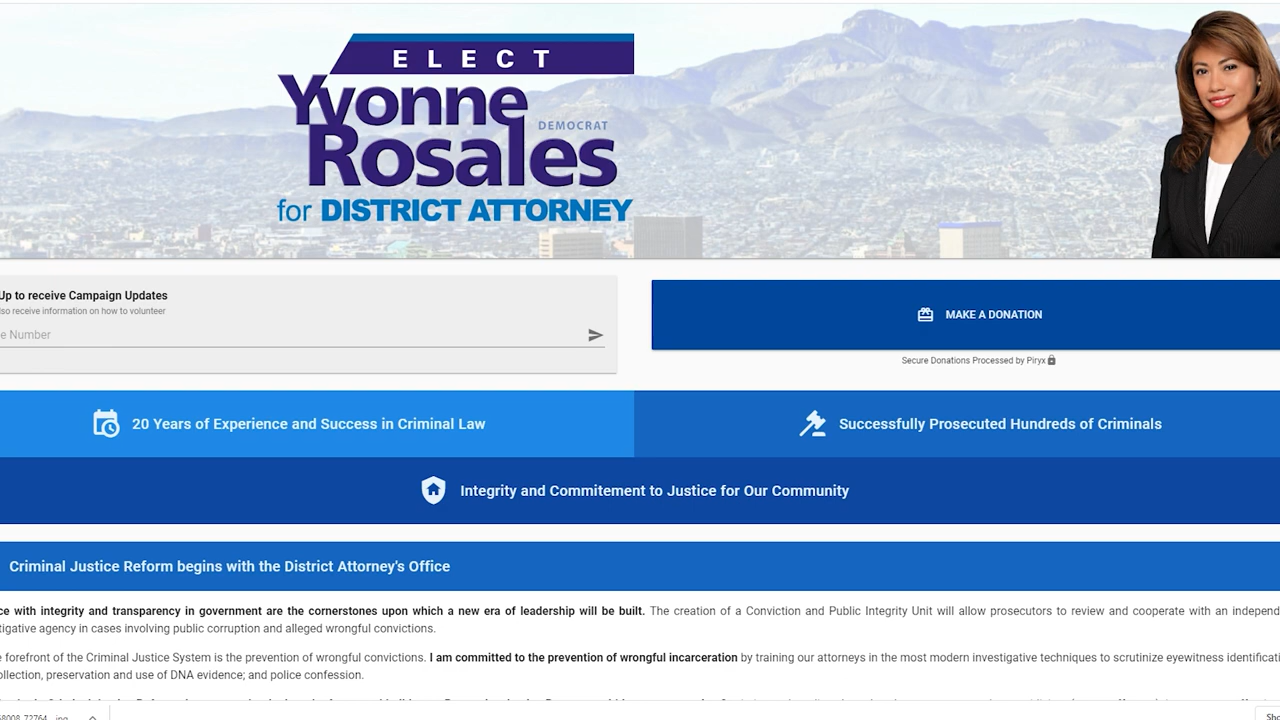 ELECT
Yvonne
DEMOCRAT
Rosales
for DISTRICT ATTORNEY
Up to receive Campaign Updates
lso receive information on how to volunteer
e Number
MAKE A DONATION
Secure Donations Processed by Piryx
20 Years of Experience and Success in Criminal Law
Successfully Prosecuted Hundreds of Criminals
Integrity and Commitement to Justice for Our Community
Criminal Justice Reform begins with the District Attorney's Office
ce with integrity and transparency in government are the cornerstones upon which a new era of leadership will be built. The creation of a Conviction and Public Integrity Unit will allow prosecutors to review and cooperate with an independ
tigative agency in cases involving public corruption and alleged wrongful convictions.
e forefront of the Criminal Justice System is the prevention of wrongful convictions. I am committed to the prevention of wrongful incarceration by training our attorneys in the most modern investigative techniques to scrutinize eyewitness identificati
ollection, preservation and use of DNA evidence; and police confession.